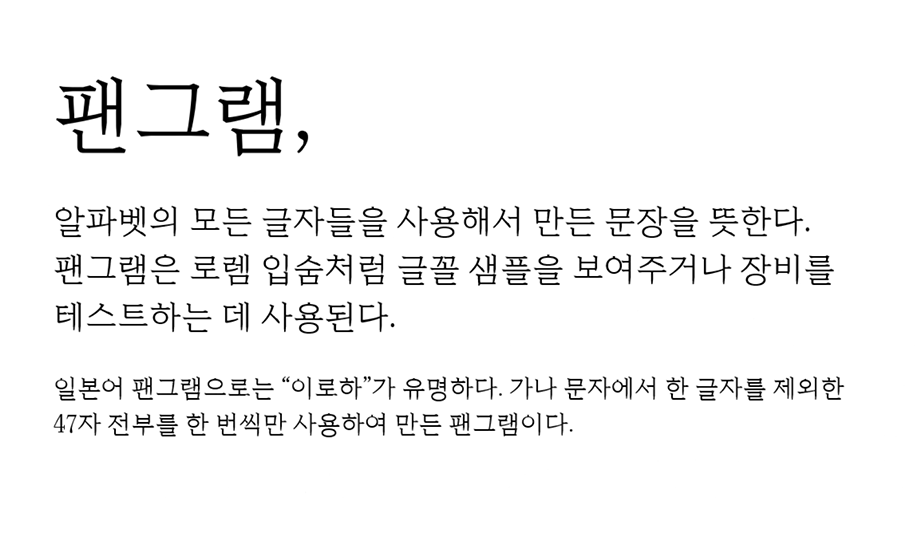 팬그램,
알파벳의 모든 글자들을 사용해서 만든 문장을 뜻한다.
팬그램은 로렘 입숨처럼 글꼴 샘플을 보여주거나 장비를
테스트하는 데 사용된다.
일본어 팬그램으로는 “이로하”가 유명하다. 가나 문자에서 한 글자를 제외한
47자 전부를 한 번씩만 사용하여 만든 팬그램이다.